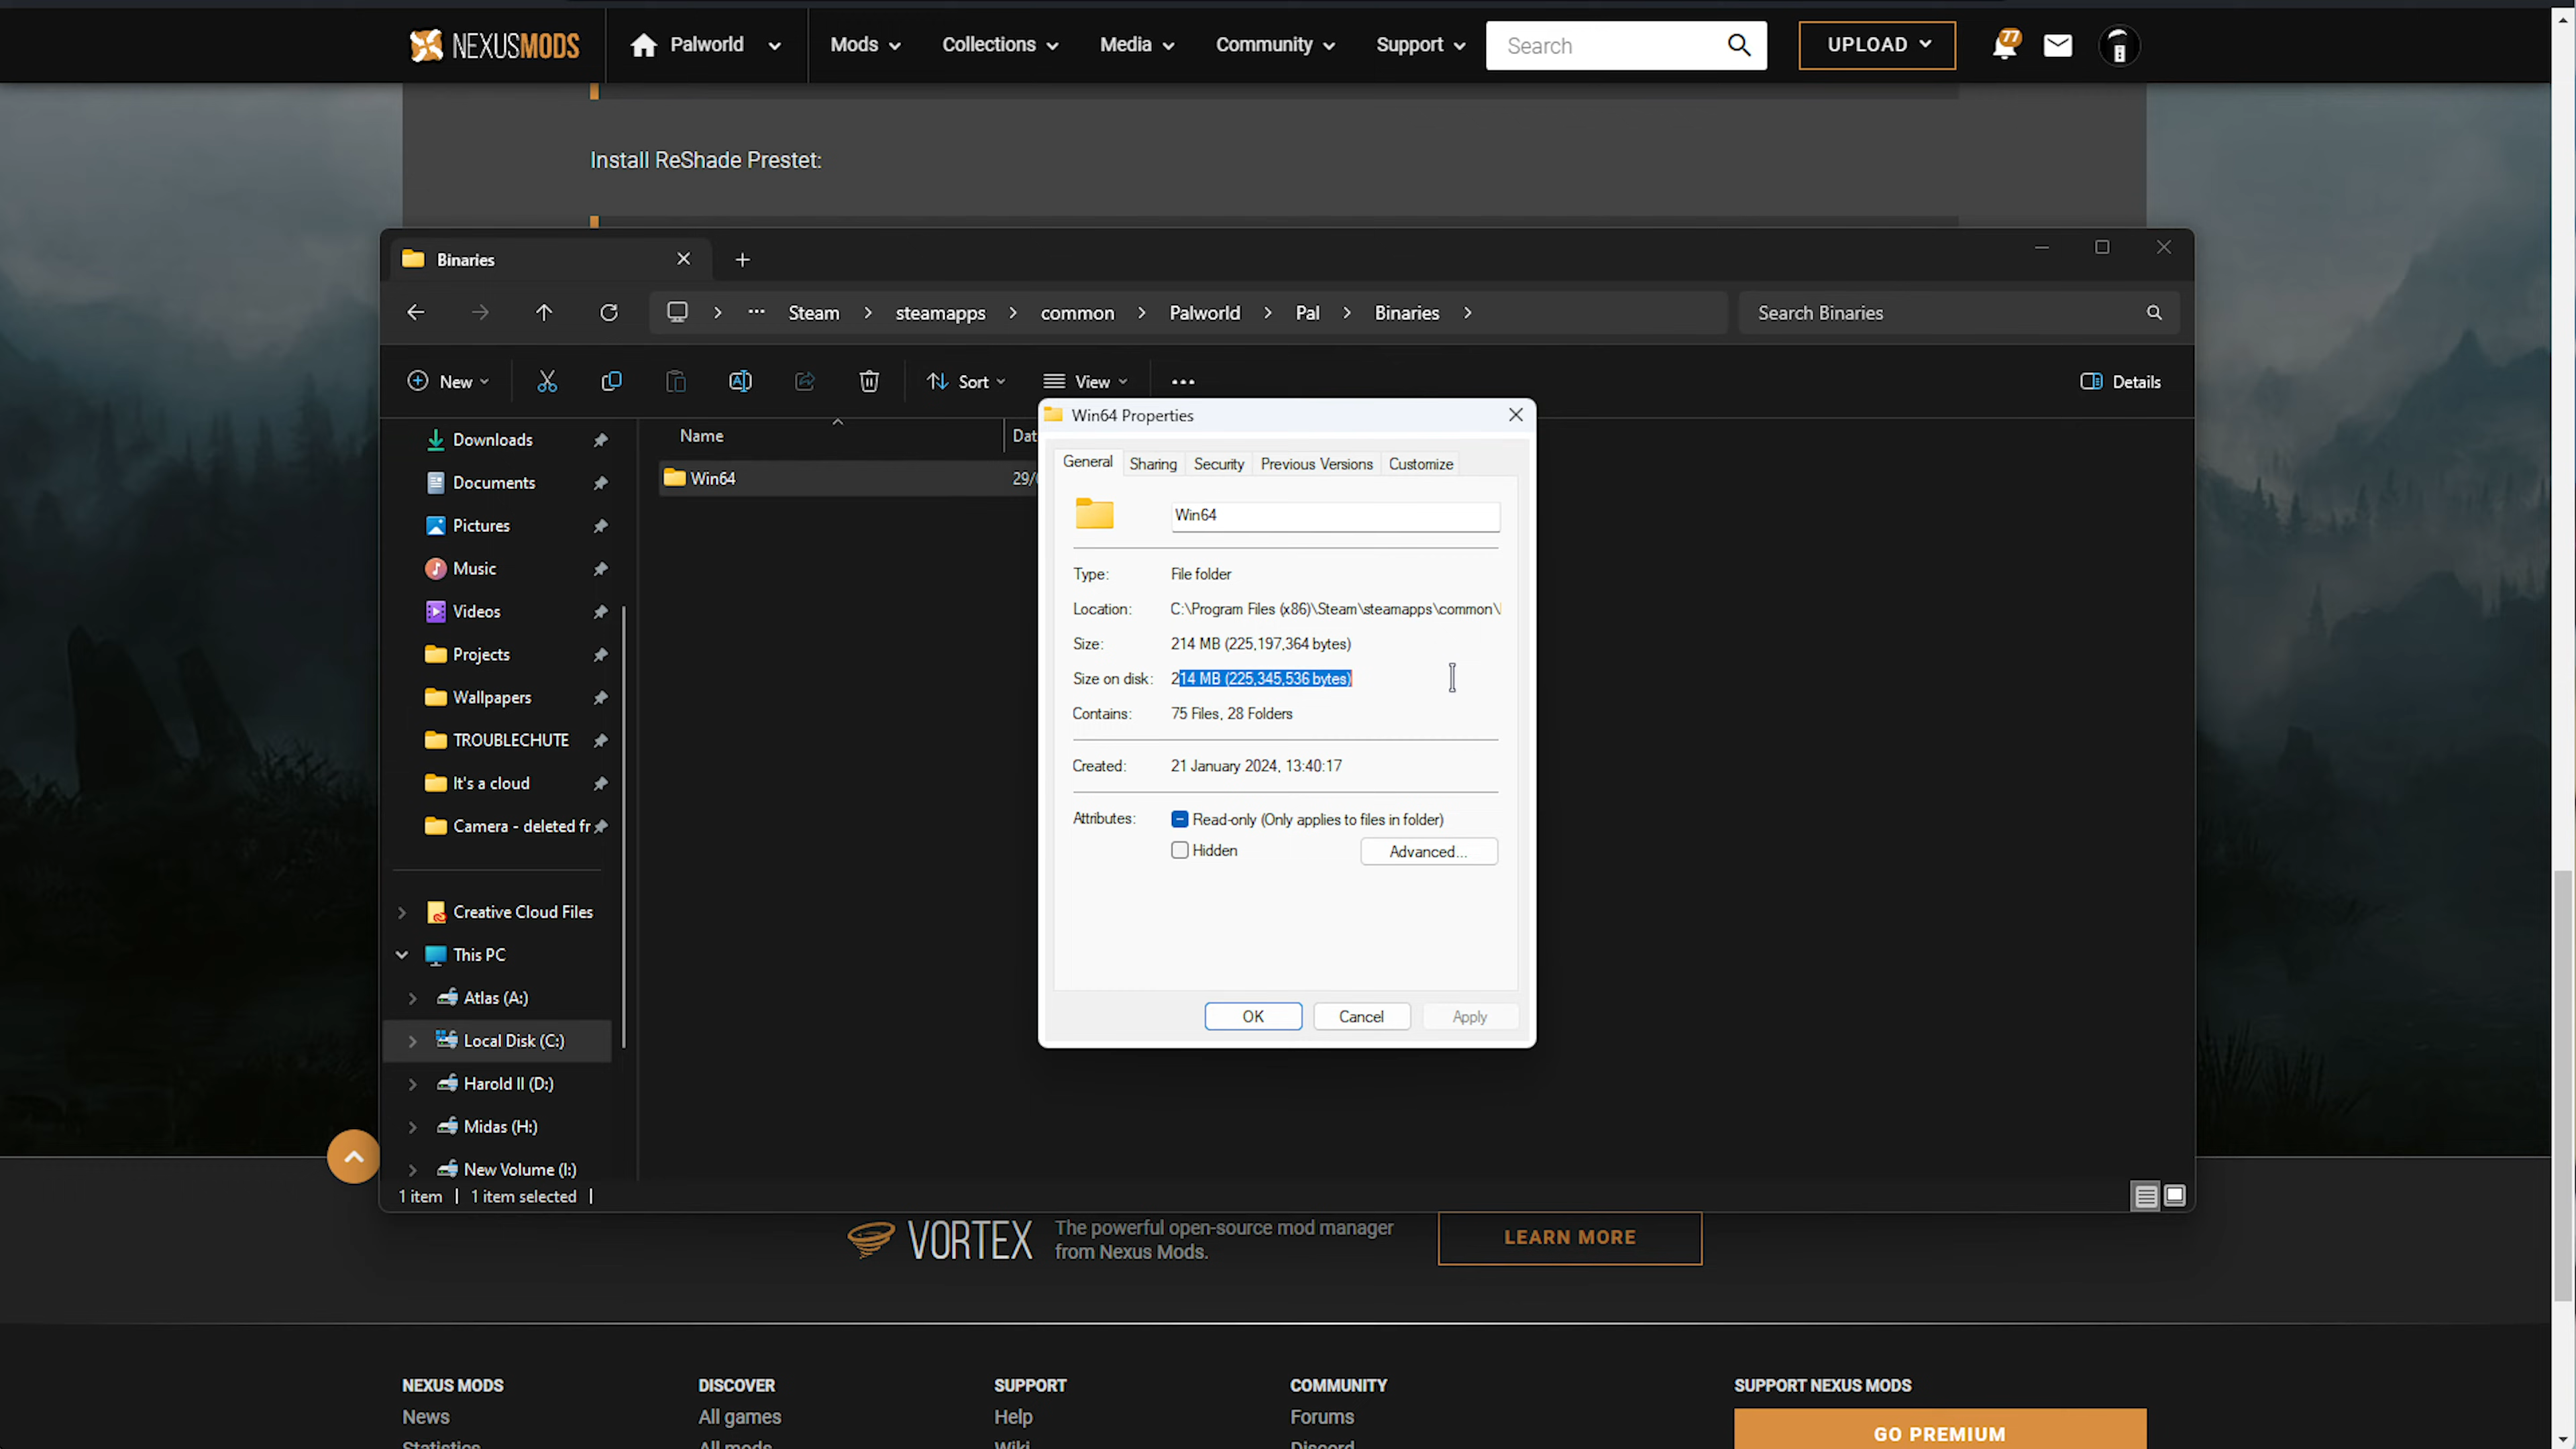 NEXUSMODS
Palworld
Mods
Collections
Media
Community
Support
Search
UPLOAD
77
Install ReShade Prestet:
Binaries
Steam
steamapps
common
Palworld
Pal
Binaries
Search Binaries
New
Sort
View
Details
Name
Dat
Win64
29/
Downloads
Documents
Pictures
Music
Videos
Projects
Wallpapers
TROUBLECHUTE
It's a cloud
Camera - deleted fr
Creative Cloud Files
This PC
Atlas (A:)
Local Disk (C:)
Harold II (D:)
Midas (H:)
New Volume (I:)
1 item
1 item selected
Win64 Properties
General
Sharing
Security
Previous Versions
Customize
Win64
Type: File folder
Location: C:\Program Files (x86)\Steam\steamapps\common\
Size: 214 MB (225,197,364 bytes)
Size on disk: 214 MB (225,345,536 bytes)
Contains: 75 Files, 28 Folders
Created: 21 January 2024, 13:40:17
Attributes: Read-only (Only applies to files in folder)
Hidden
Advanced...
OK
Cancel
Apply
VORTEX
The powerful open-source mod manager
from Nexus Mods.
LEARN MORE
NEXUS MODS
News
Statistics
DISCOVER
All games
All mods
SUPPORT
Help
Wiki
COMMUNITY
Forums
Discord
SUPPORT NEXUS MODS
GO PREMIUM